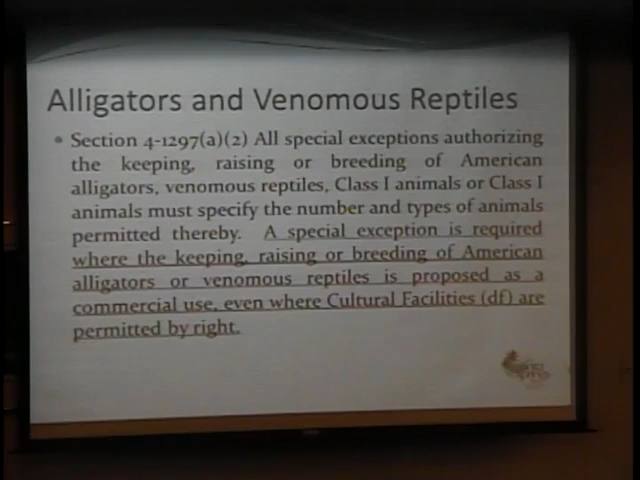 Alligators and Venomous Reptiles
• Section 4-1297(a)(2) All special exceptions authorizing
the keeping, raising or breeding of American
alligators, venomous reptiles, Class I animals or Class I
animals must specify the number and types of animals
permitted thereby. A special exception is required
where the keeping, raising or breeding of American
alligators or venomous reptiles is proposed as a
commercial use, even where Cultural Facilities (df) are
permitted by right.